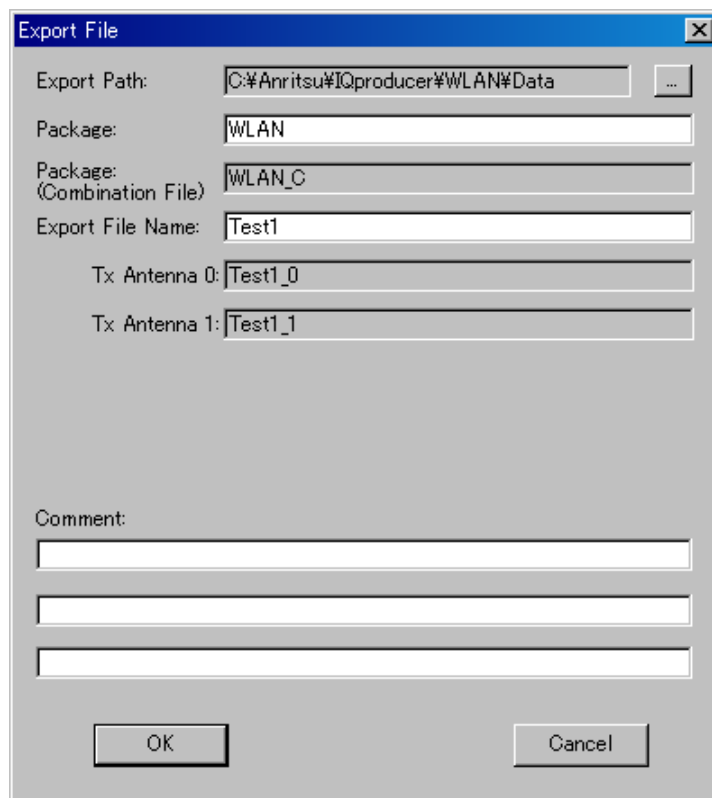 Export File
Export Path: C:¥Anritsu¥IQproducer¥WLAN¥Data ...
Package: WLAN
Package:
(Combination File) WLAN_C
Export File Name: Test1
Tx Antenna 0: Test1_0
Tx Antenna 1: Test1_1
Comment:
OK Cancel